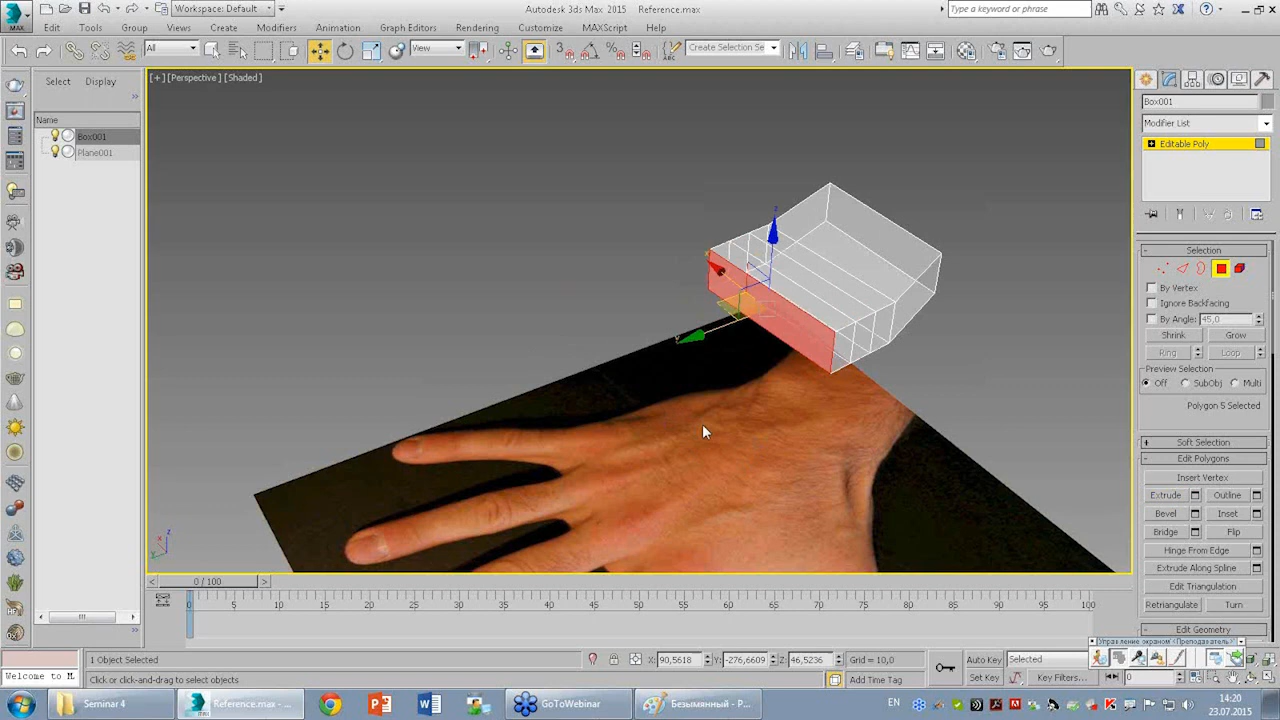 Workspace: Default
Autodesk 3ds Max 2015 Reference.max
Type a keyword or phrase
MAX
Edit Tools Group Views Create Modifiers Animation Graph Editors Rendering Customize MAXScript Help
All
View
Create Selection Se
[+] [Perspective] [Shaded]
Select Display
Name
Box001
Plane001
Box001
Modifier List
Editable Poly
Selection
By Vertex
Ignore Backfacing
By Angle: 45,0
Shrink Grow
Ring Loop
Preview Selection
Off SubObj Multi
Polygon 5 Selected
Soft Selection
Edit Polygons
Insert Vertex
Extrude Outline
Bevel Inset
Bridge Flip
Hinge From Edge
Extrude Along Spline
Edit Triangulation
Retriangulate Turn
Edit Geometry
Управление экраном: Преподаватель
z
x
y
z
x
y
0 / 100
0 5 10 15 20 25 30 35 40 45 50 55 60 65 70 75 80 85 90 95 100
1 Object Selected
X: 90,5618 Y: -276,6609 Z: 46,5236 Grid = 10,0
Auto Key Selected
Welcome to M
Click or click-and-drag to select objects
Add Time Tag
Set Key Key Filters...
0
Seminar 4
Reference.max - ...
GoToWebinar
Безымянный - P...
EN
14:20
23.07.2015